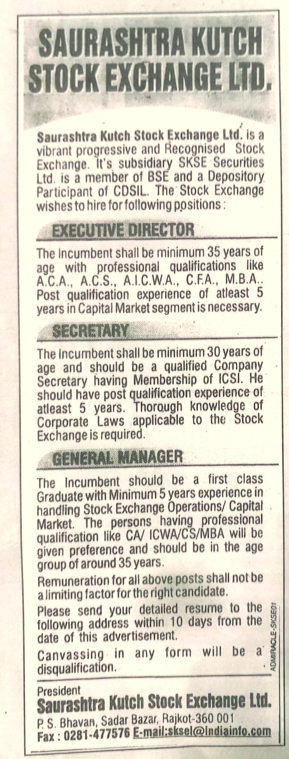 SAURASHTRA KUTCH
STOCK EXCHANGE LTD.
Saurashtra Kutch Stock Exchange Ltd. is a
vibrant progressive and Recognised Stock
Exchange. It's subsidiary SKSE Securities
Ltd. is a member of BSE and a Depository
Participant of CDSIL. The Stock Exchange
wishes to hire for following ppsitions :
EXECUTIVE DIRECTOR
The Incumbent shall be minimum 35 years of
age with professional qualifications like
A.C.A., A.C.S., A.I.C.W.A., C.F.A., M.B.A..
Post qualification experience of atleast 5
years in Capital Market segment is necessary.
SECRETARY
The Incumbent shall be minimum 30 years of
age and should be a qualified Company
Secretary having Membership of ICSI. He
should have post qualification experience of
atleast 5 years. Thorough knowledge of
Corporate Laws applicable to the Stock
Exchange is required.
GENERAL MANAGER
The Incumbent should be a first class
Graduate with Minimum 5 years experience in
handling Stock Exchange Operations/ Capital
Market. The persons having professional
qualification like CA/ ICWA/CS/MBA will be
given preference and should be in the age
group of around 35 years.
Remuneration for all above posts shall not be
a limiting factor for the right candidate.
Please send your detailed resume to the
following address within 10 days from the
date of this advertisement.
Canvassing in any form will be a
disqualification.
ADMIRACLE-SKSE01
President
Saurashtra Kutch Stock Exchange Ltd.
P. S. Bhavan, Sadar Bazar, Rajkot-360 001
Fax : 0281-477576 E-mail:sksel@indiainfo.com